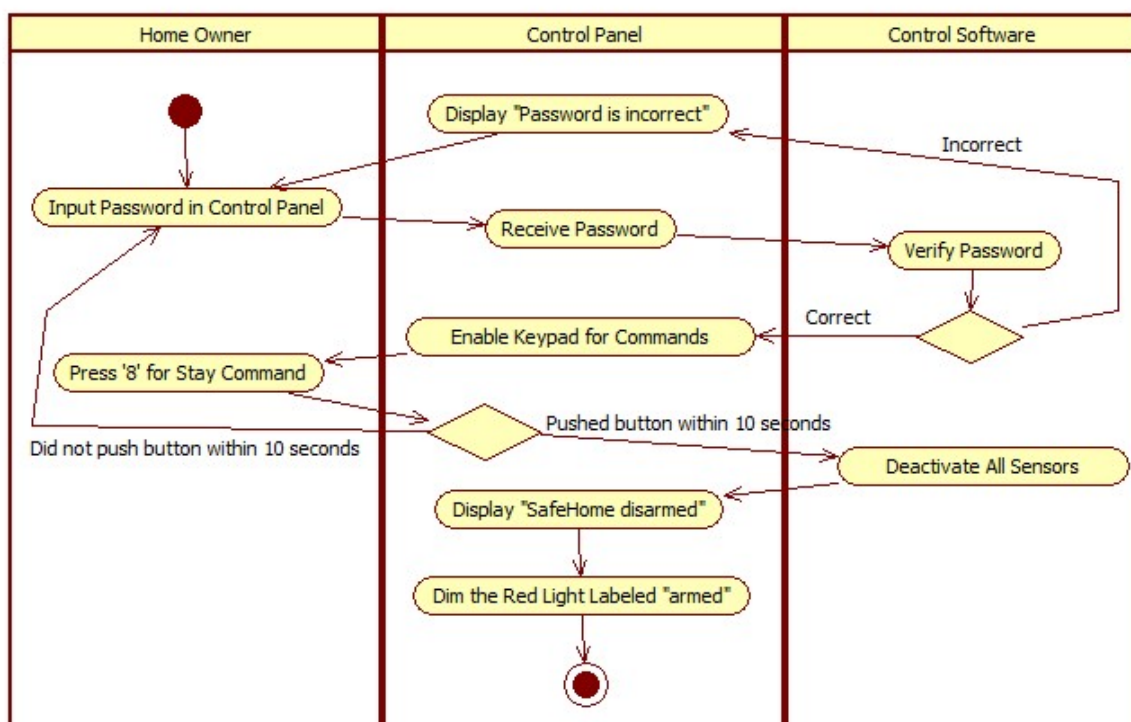 Home Owner
Control Panel
Control Software
Display "Password is incorrect"
Incorrect
Input Password in Control Panel
Receive Password
Verify Password
Correct
Enable Keypad for Commands
Press '8' for Stay Command
Pushed button within 10 seconds
Did not push button within 10 seconds
Deactivate All Sensors
Display "SafeHome disarmed"
Dim the Red Light Labeled "armed"